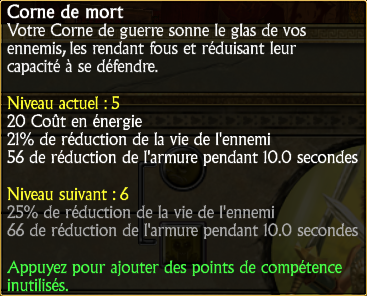 Corne de mort
Votre Corne de guerre sonne le glas de vos
ennemis, les rendant fous et réduisant leur
capacité à se défendre.
Niveau actuel : 5
20 Coût en énergie
21% de réduction de la vie de l'ennemi
56 de réduction de l'armure pendant 10.0 secondes
Niveau suivant : 6
25% de réduction de la vie de l'ennemi
66 de réduction de l'armure pendant 10.0 secondes
Appuyez pour ajouter des points de compétence
inutilisés.